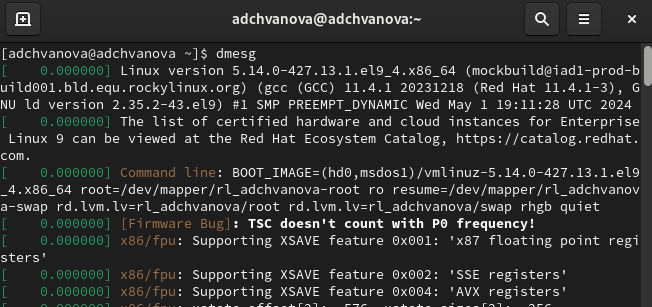 adchvanova@adchvanova:~
[adchvanova@adchvanova ~]$ dmesg
[    0.000000] Linux version 5.14.0-427.13.1.el9_4.x86_64 (mockbuild@iad1-prod-b
uild001.bld.equ.rockylinux.org) (gcc (GCC) 11.4.1 20231218 (Red Hat 11.4.1-3), G
NU ld version 2.35.2-43.el9) #1 SMP PREEMPT_DYNAMIC Wed May 1 19:11:28 UTC 2024
[    0.000000] The list of certified hardware and cloud instances for Enterprise
 Linux 9 can be viewed at the Red Hat Ecosystem Catalog, https://catalog.redhat.
com.
[    0.000000] Command line: BOOT_IMAGE=(hd0,msdos1)/vmlinuz-5.14.0-427.13.1.el9
_4.x86_64 root=/dev/mapper/rl_adchvanova-root ro resume=/dev/mapper/rl_adchvanov
a-swap rd.lvm.lv=rl_adchvanova/root rd.lvm.lv=rl_adchvanova/swap rhgb quiet
[    0.000000] [Firmware Bug]: TSC doesn't count with P0 frequency!
[    0.000000] x86/fpu: Supporting XSAVE feature 0x001: 'x87 floating point regi
sters'
[    0.000000] x86/fpu: Supporting XSAVE feature 0x002: 'SSE registers'
[    0.000000] x86/fpu: Supporting XSAVE feature 0x004: 'AVX registers'